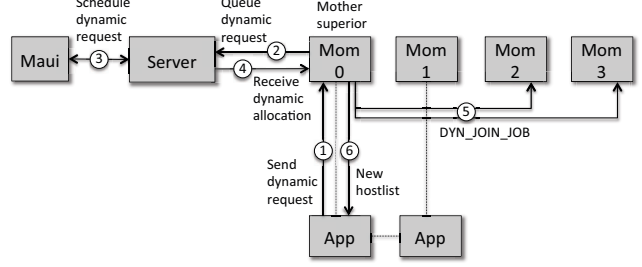 Schedule
dynamic
request
Queue
dynamic
request
Mother
superior
Maui
3
Server
2
4
Receive
dynamic
allocation
Mom
0
Mom
1
Mom
2
Mom
3
5
DYN_JOIN_JOB
1
6
Send
dynamic
request
New
hostlist
App
App